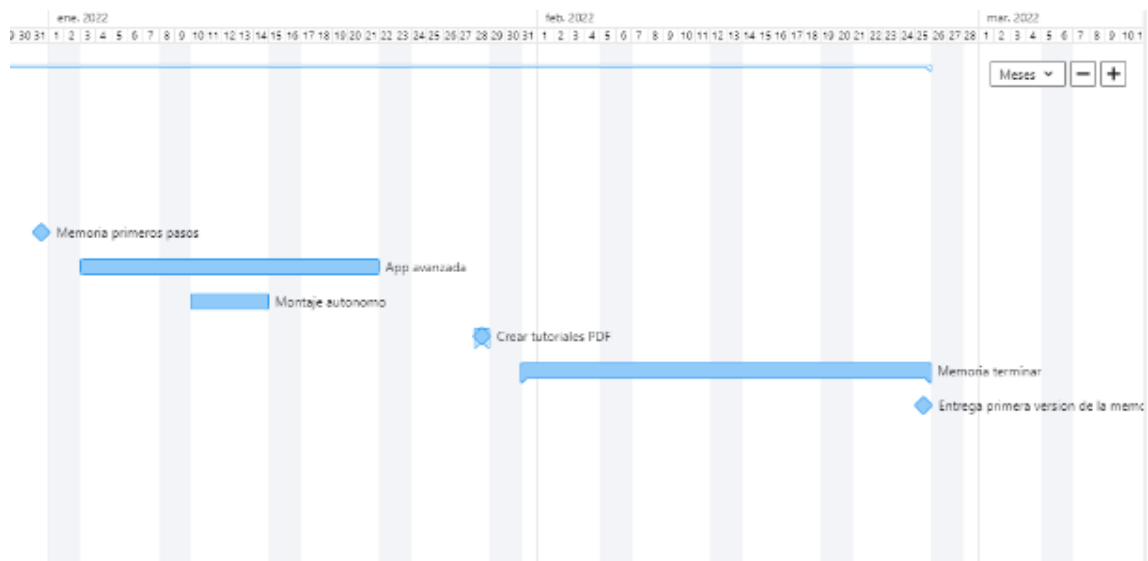 ene. 2022 feb. 2022 mar. 2022
9 30 31 1 2 3 4 5 6 7 8 9 10 11 12 13 14 15 16 17 18 19 20 21 22 23 24 25 26 27 28 29 30 31 1 2 3 4 5 6 7 8 9 10 11 12 13 14 15 16 17 18 19 20 21 22 23 24 25 26 27 28 1 2 3 4 5 6 7 8 9 10 1
Meses
Memoria primeros pasos
App avanzada
Montaje autonomo
Crear tutoriales PDF
Memoria terminar
Entrega primera version de la memo